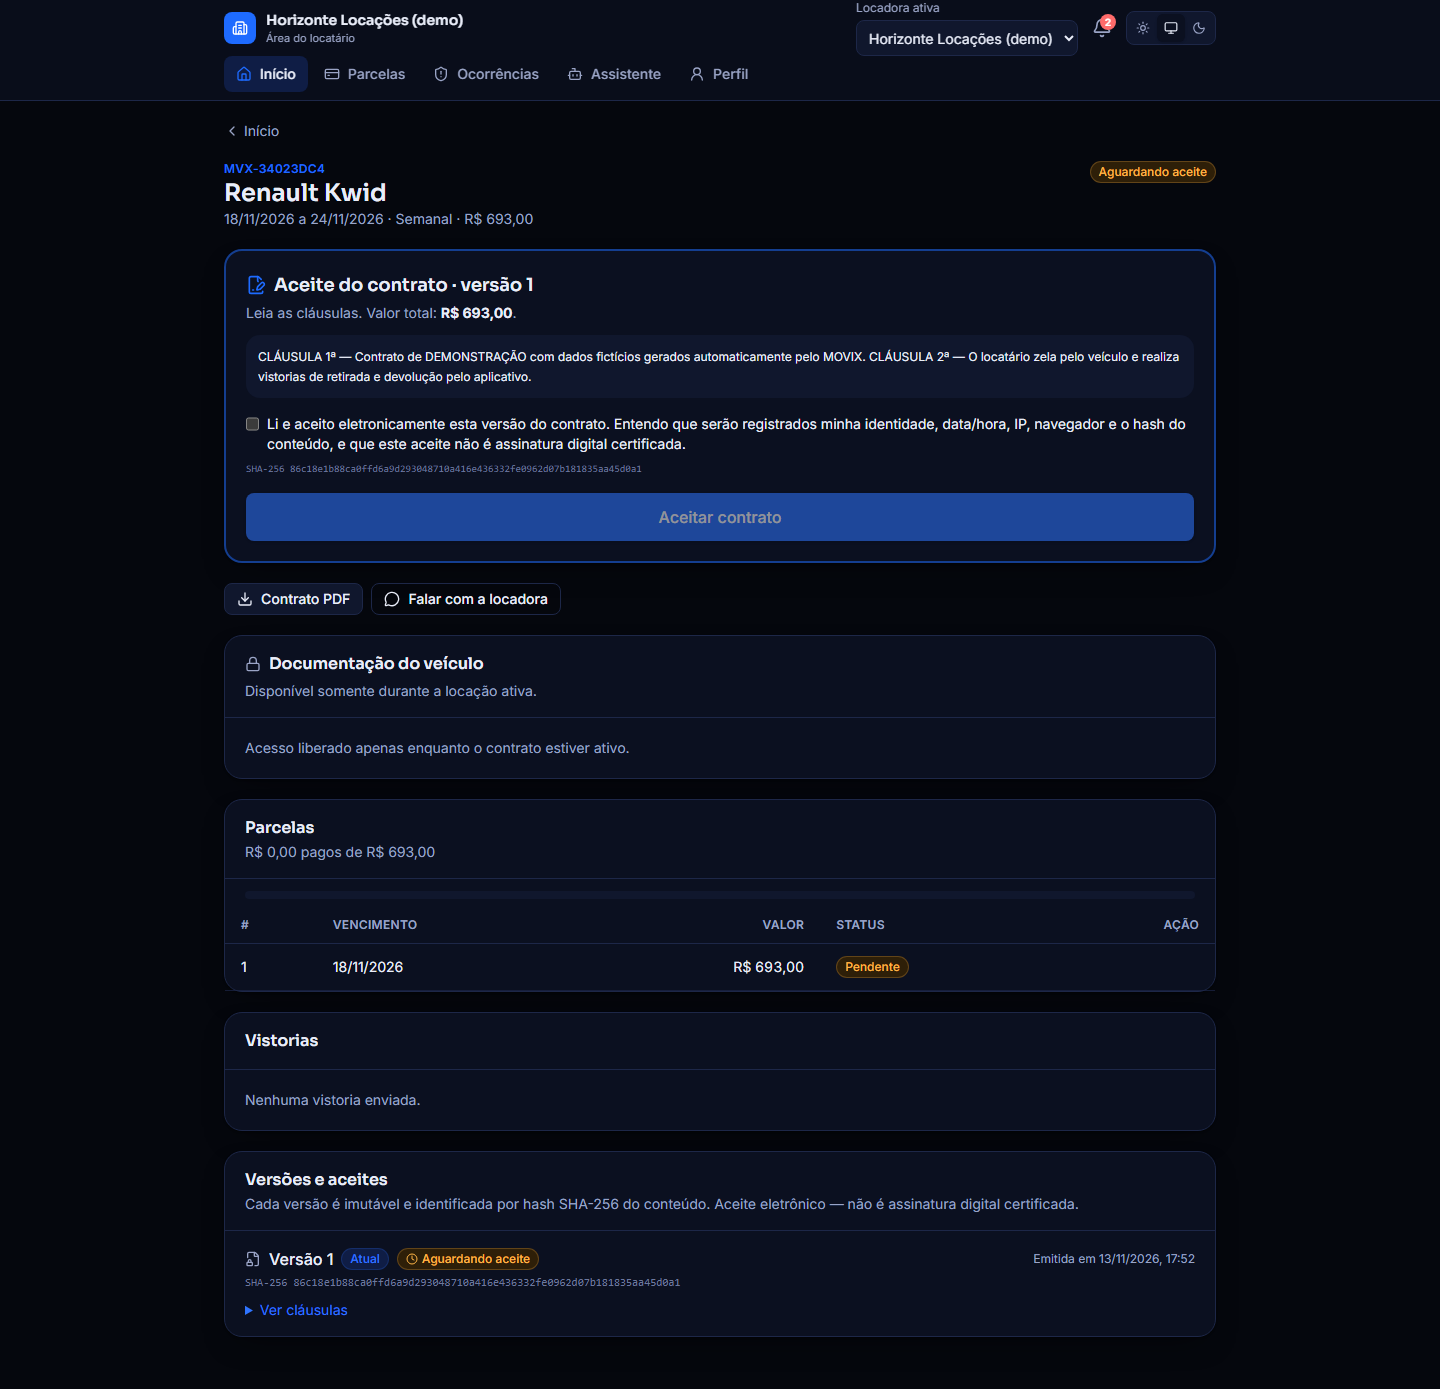 Horizonte Locações (demo)
Área do locatário
Locadora ativa
Horizonte Locações (demo)
2
Início
Parcelas
Ocorrências
Assistente
Perfil
Início
MVX-34023DC4
Renault Kwid
18/11/2026 a 24/11/2026 · Semanal · R$ 693,00
Aguardando aceite
Aceite do contrato · versão 1
Leia as cláusulas. Valor total: R$ 693,00.
CLÁUSULA 1ª — Contrato de DEMONSTRAÇÃO com dados fictícios gerados automaticamente pelo MOVIX. CLÁUSULA 2ª — O locatário zela pelo veículo e realiza
vistorias de retirada e devolução pelo aplicativo.
Li e aceito eletronicamente esta versão do contrato. Entendo que serão registrados minha identidade, data/hora, IP, navegador e o hash do
conteúdo, e que este aceite não é assinatura digital certificada.
SHA-256 86c18e1b88ca0ffd6a9d293048710a416e436332fe0962d07b181835aa45d0a1
Aceitar contrato
Contrato PDF
Falar com a locadora
Documentação do veículo
Disponível somente durante a locação ativa.
Acesso liberado apenas enquanto o contrato estiver ativo.
Parcelas
R$ 0,00 pagos de R$ 693,00
# VENCIMENTO VALOR STATUS AÇÃO
1 18/11/2026 R$ 693,00 Pendente
Vistorias
Nenhuma vistoria enviada.
Versões e aceites
Cada versão é imutável e identificada por hash SHA-256 do conteúdo. Aceite eletrônico — não é assinatura digital certificada.
Versão 1 Atual Aguardando aceite Emitida em 13/11/2026, 17:52
SHA-256 86c18e1b88ca0ffd6a9d293048710a416e436332fe0962d07b181835aa45d0a1
Ver cláusulas